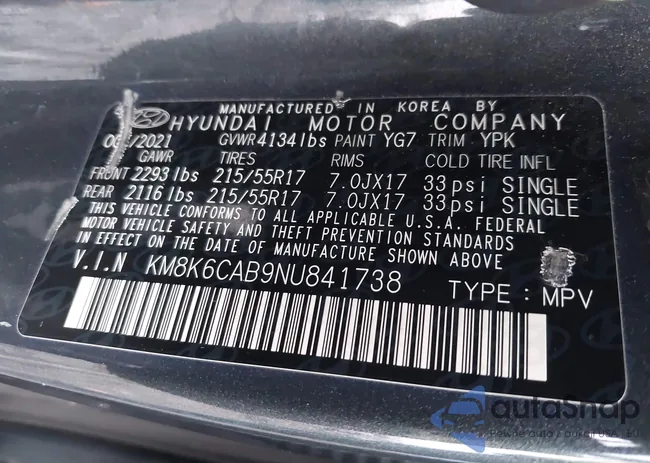 MANUFACTURED IN KOREA BY
HYUNDAI MOTOR COMPANY
/2021 GVWR 4134 lbs PAINT YG7 TRIM YPK
GAWR TIRES RIMS COLD TIRE INFL
FRONT 2293 lbs 215/55R17 7.0JX17 33 psi SINGLE
REAR 2116 lbs 215/55R17 7.0JX17 33 psi SINGLE
THIS VEHICLE CONFORMS TO ALL APPLICABLE U.S.A. FEDERAL
MOTOR VEHICLE SAFETY AND THEFT PREVENTION STANDARDS
IN EFFECT ON THE DATE OF MANUFACTURE SHOWN ABOVE.
V.I.N KM8K6CAB9NU841738 TYPE : MPV
autaSnap